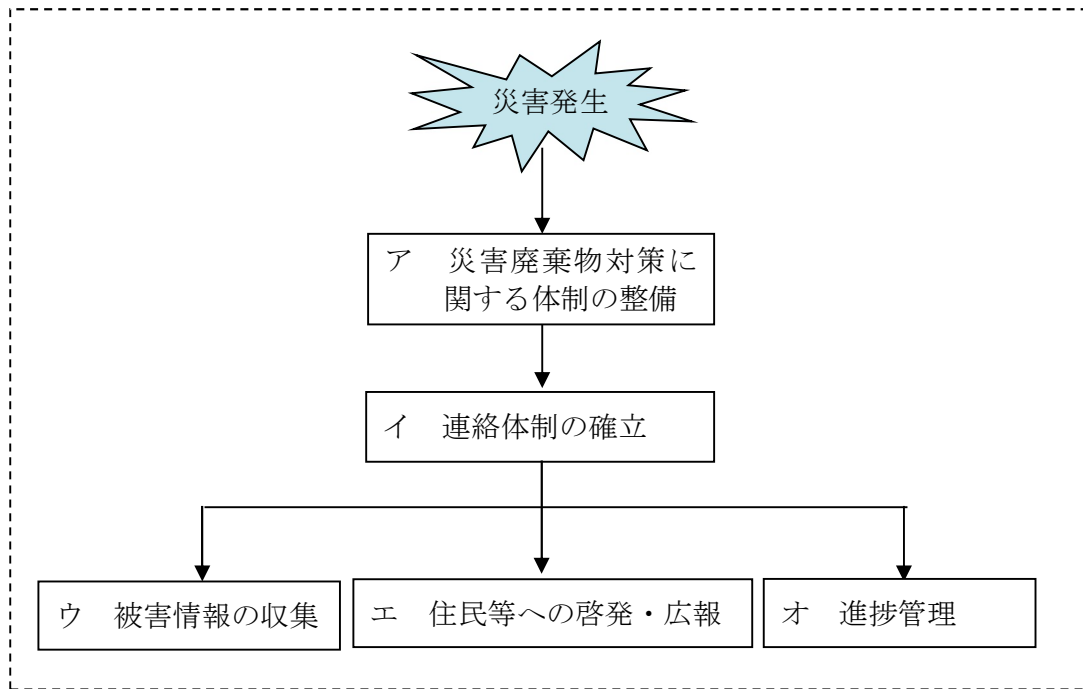 災害発生
ア 災害廃棄物対策に
関する体制の整備
イ 連絡体制の確立
ウ 被害情報の収集
エ 住民等への啓発・広報
オ 進捗管理